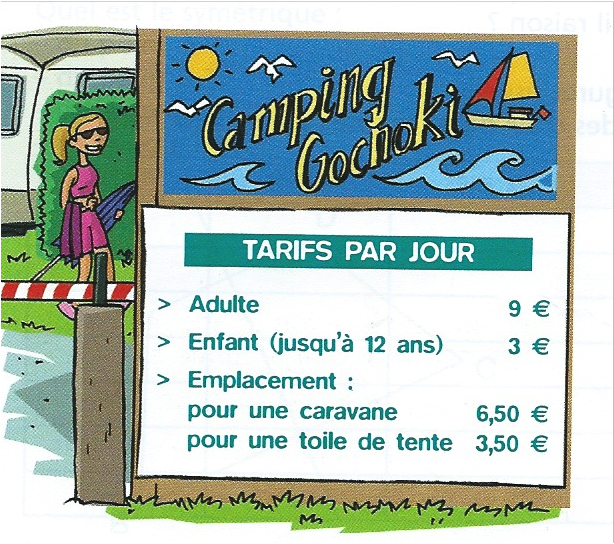 Camping
Gochoki
TARIFS PAR JOUR
> Adulte 9 €
> Enfant (jusqu'à 12 ans) 3 €
> Emplacement :
pour une caravane 6,50 €
pour une toile de tente 3,50 €